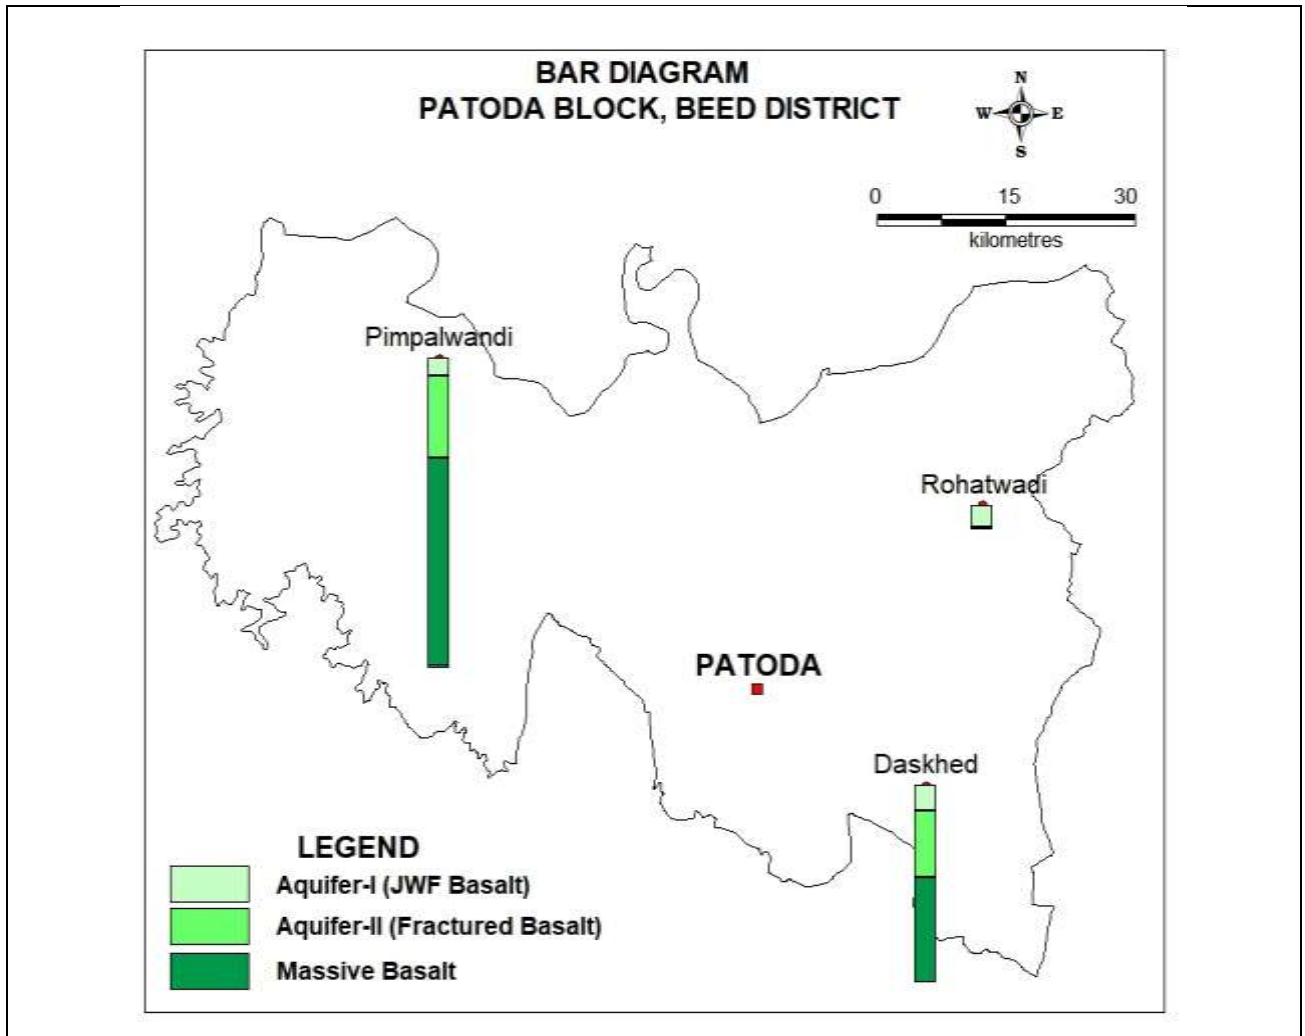 BAR DIAGRAM
PATODA BLOCK, BEED DISTRICT
N
W E
S
0 15 30
kilometres
Pimpalwandi
Rohatwadi
PATODA
Daskhed
LEGEND
Aquifer-I (JWF Basalt)
Aquifer-II (Fractured Basalt)
Massive Basalt